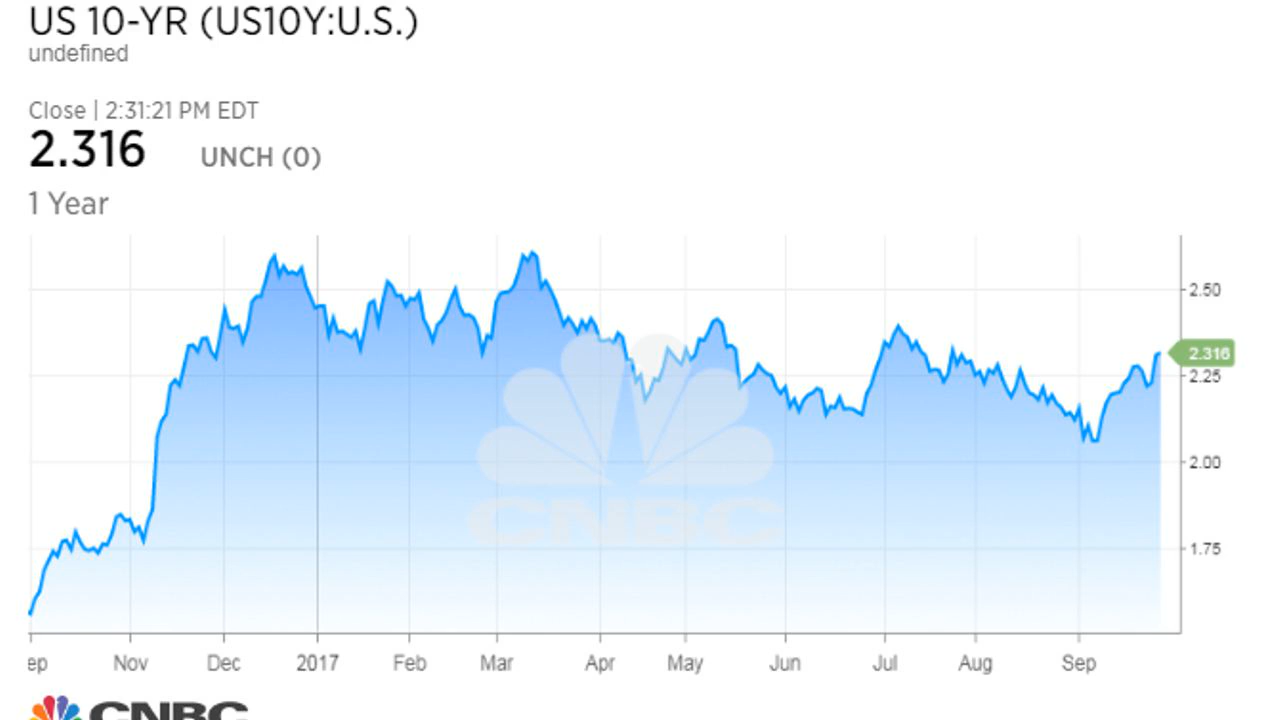 US 10-YR (US10Y:U.S.)
undefined
Close | 2:31:21 PM EDT
2.316 UNCH (0)
1 Year
2.50
2.316
2.25
2.00
1.75
CNBC
ep Nov Dec 2017 Feb Mar Apr May Jun Jul Aug Sep
CNBC